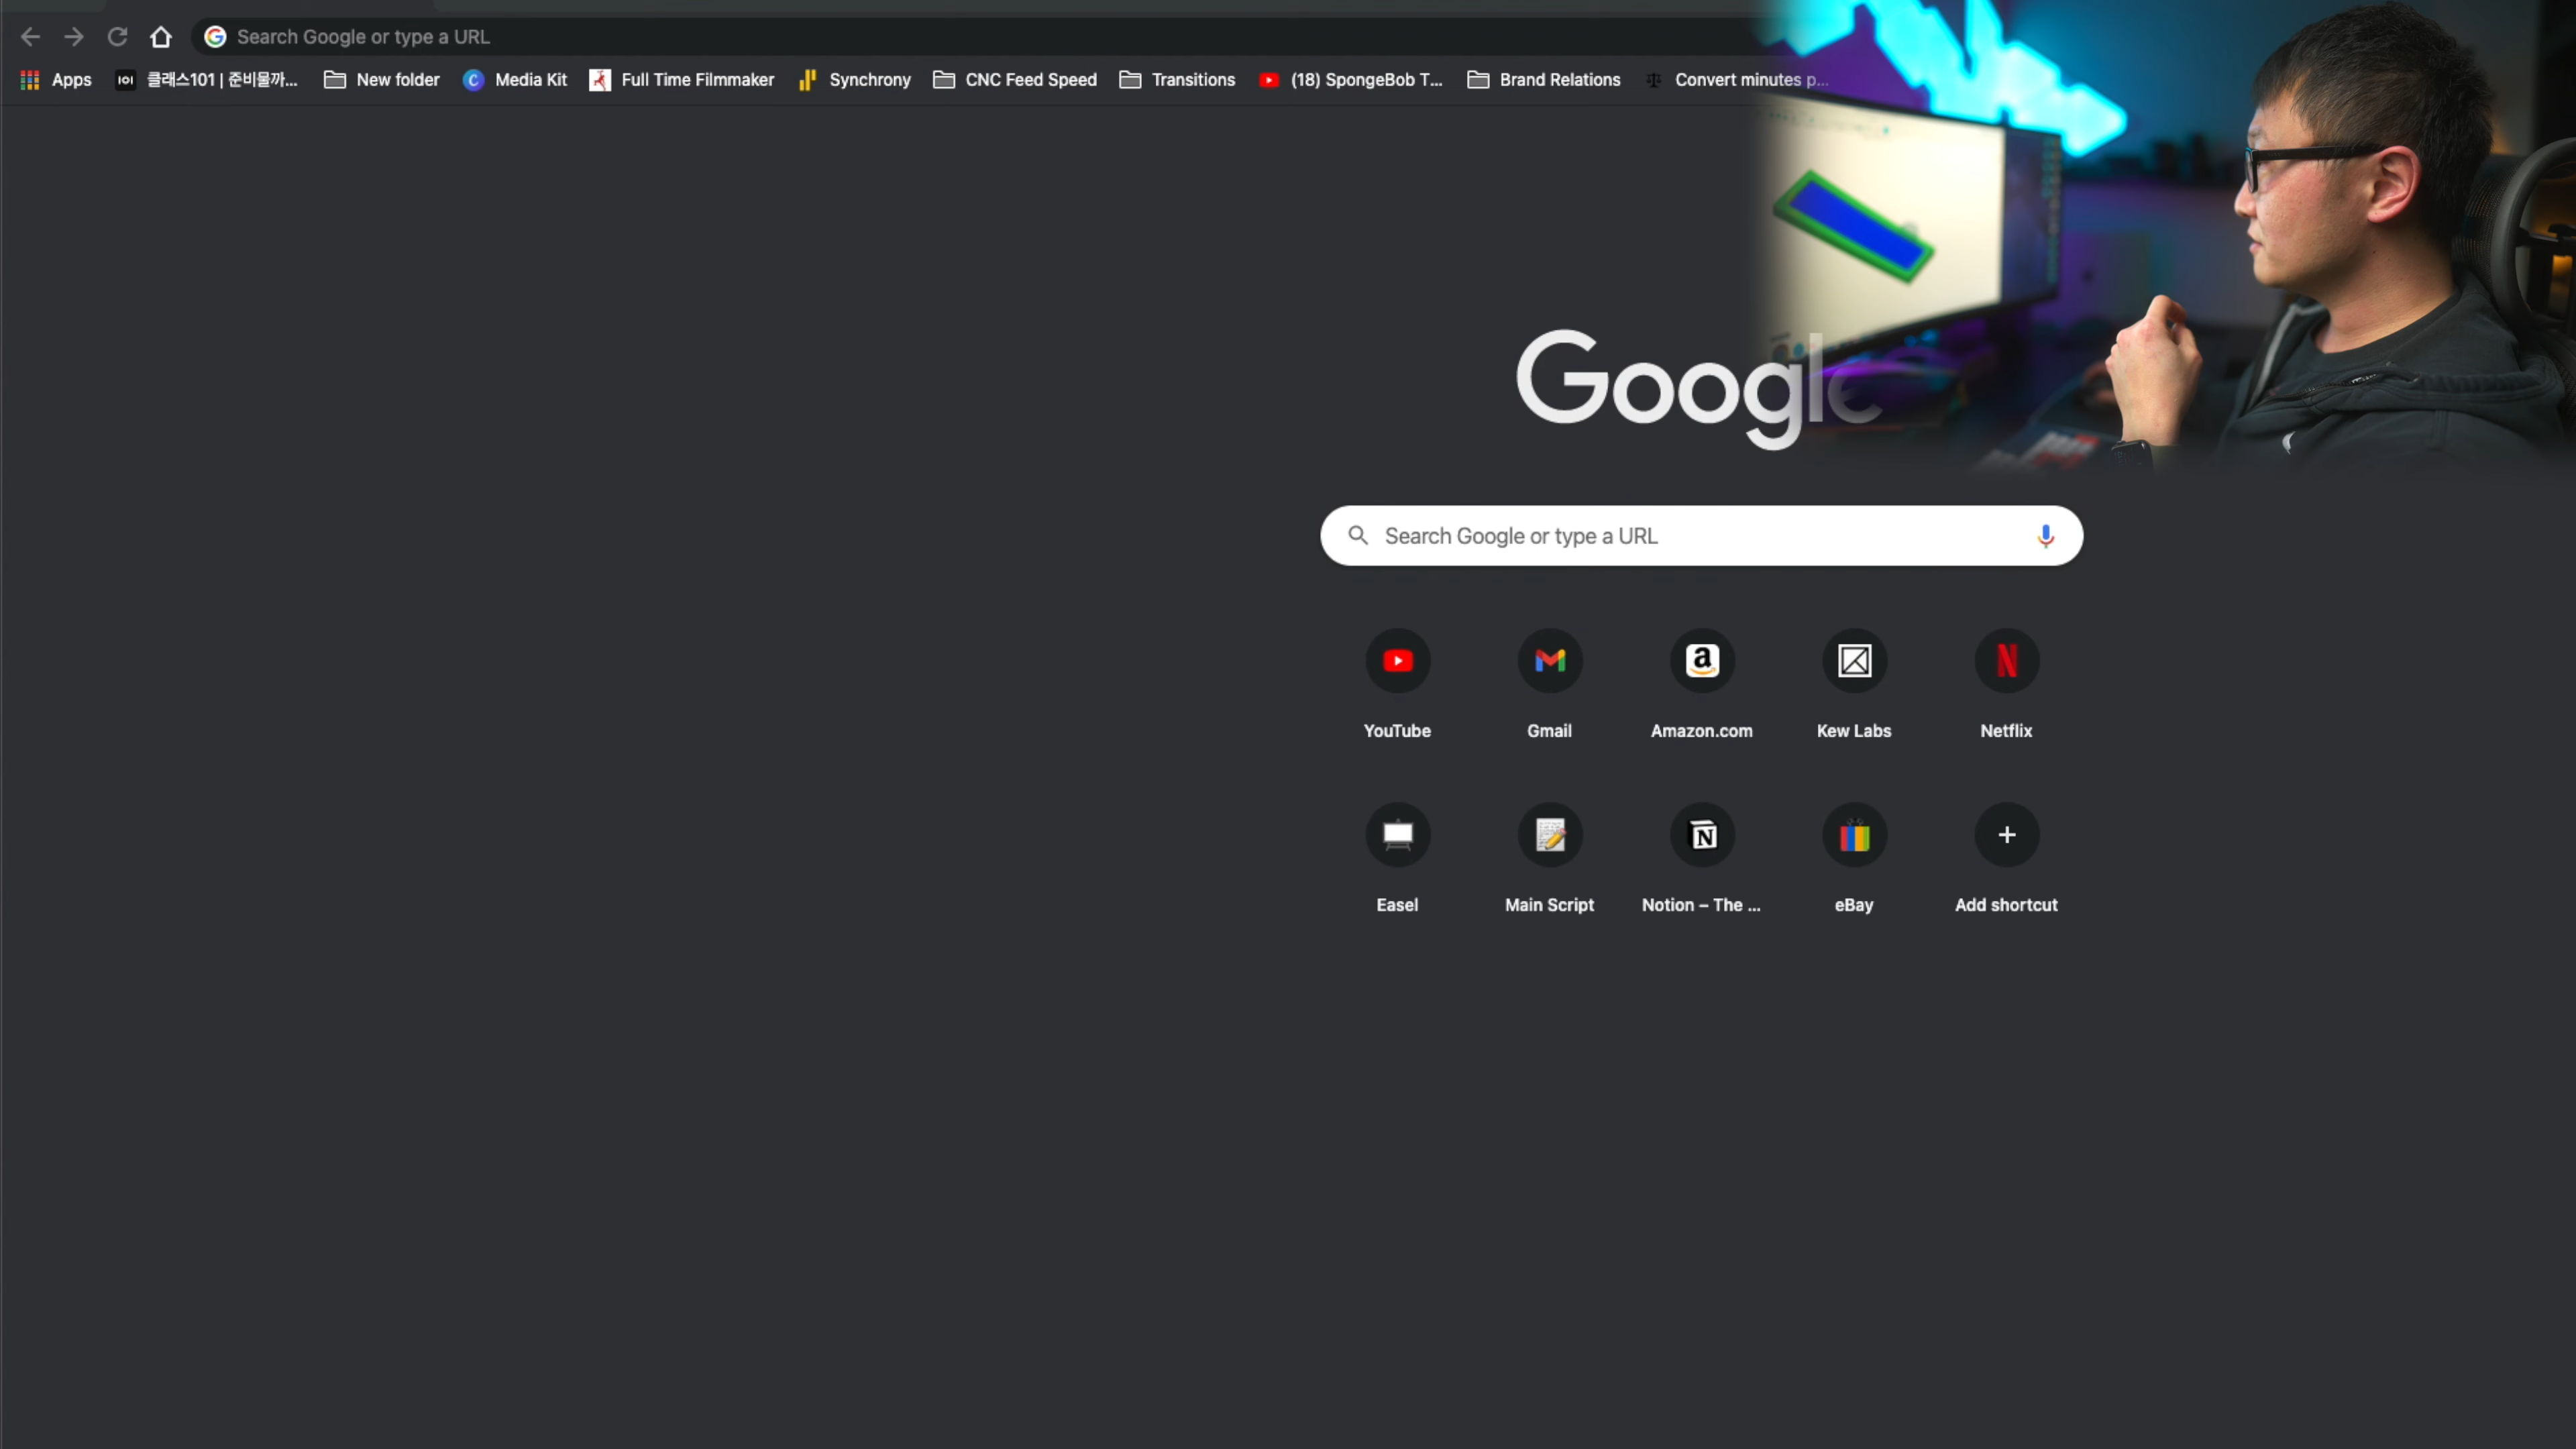 Search Google or type a URL
Apps
클래스101 | 준비물까...
New folder
Media Kit
Full Time Filmmaker
Synchrony
CNC Feed Speed
Transitions
(18) SpongeBob T...
Brand Relations
Convert minutes p...
Google
Search Google or type a URL
YouTube
Gmail
Amazon.com
Kew Labs
Netflix
Easel
Main Script
Notion – The ...
eBay
Add shortcut